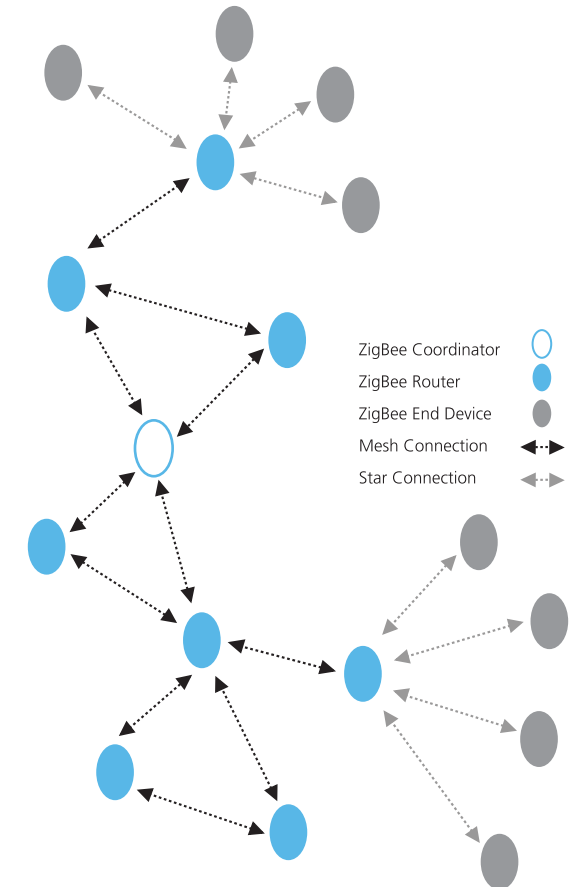 ZigBee Coordinator
ZigBee Router
ZigBee End Device
Mesh Connection
Star Connection